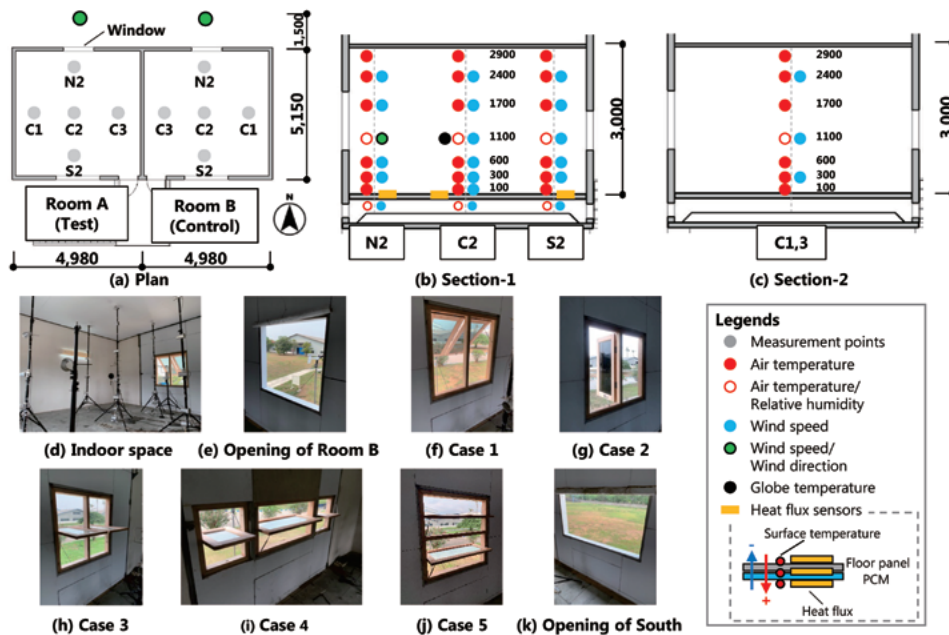 Window
1,500
N2
N2
C1
C2
C3
C3
C2
C1
5,150
S2
S2
Room A
(Test)
Room B
(Control)
N
4,980
4,980
(a) Plan
2900
2400
1700
1100
600
300
100
3,000
N2
C2
S2
(b) Section-1
2900
2400
1700
1100
600
300
100
3,000
C1,3
(c) Section-2
(d) Indoor space
(e) Opening of Room B
(f) Case 1
(g) Case 2
(h) Case 3
(i) Case 4
(j) Case 5
(k) Opening of South
Legends
Measurement points
Air temperature
Air temperature/
Relative humidity
Wind speed
Wind speed/
Wind direction
Globe temperature
Heat flux sensors
Surface temperature
-
+
Floor panel
PCM
Heat flux